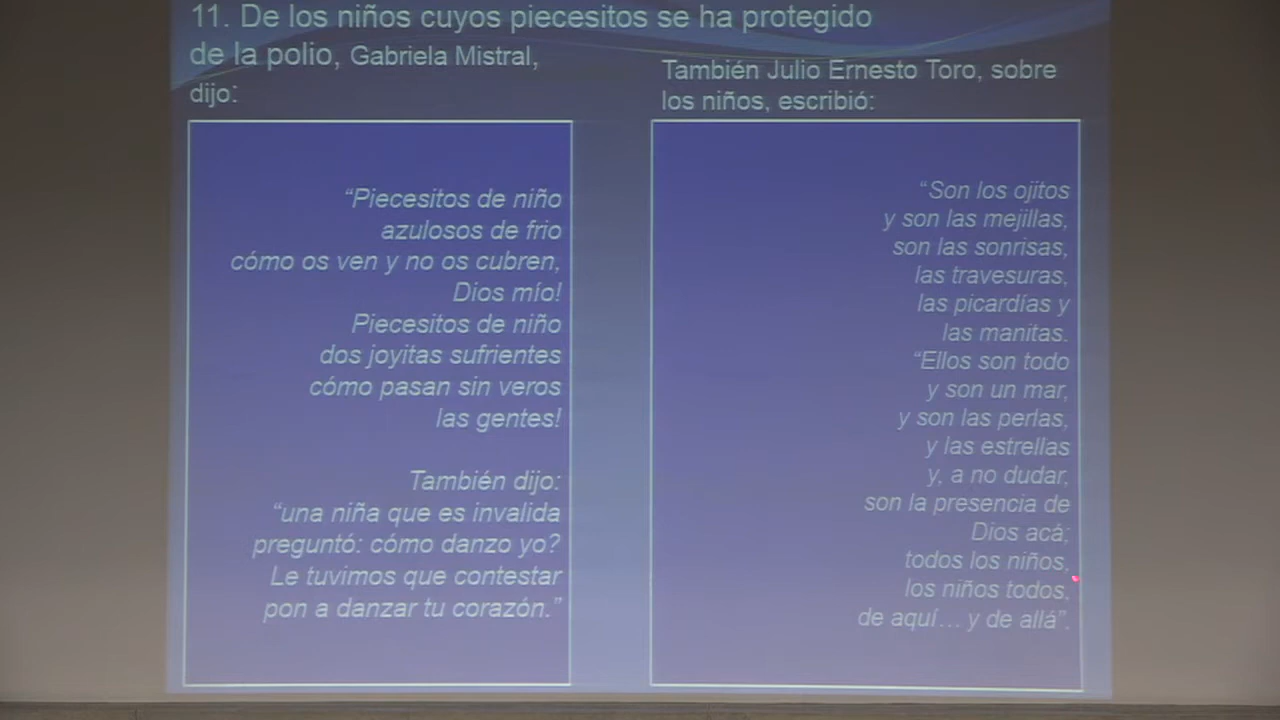 11. De los niños cuyos piecesitos se ha protegido
de la polio, Gabriela Mistral,
dijo:
“Piecesitos de niño
azulosos de frio
cómo os ven y no os cubren,
Dios mío!
Piecesitos de niño
dos joyitas sufrientes
cómo pasan sin veros
las gentes!
También dijo:
“una niña que es invalida
preguntó: cómo danzo yo?
Le tuvimos que contestar
pon a danzar tu corazón.”
También Julio Ernesto Toro, sobre
los niños, escribió:
“Son los ojitos
y son las mejillas,
son las sonrisas,
las travesuras,
las picardías y
las manitas.
“Ellos son todo
y son un mar,
y son las perlas,
y las estrellas
y, a no dudar,
son la presencia de
Dios acá;
todos los niños,
los niños todos,
de aquí… y de allá”.